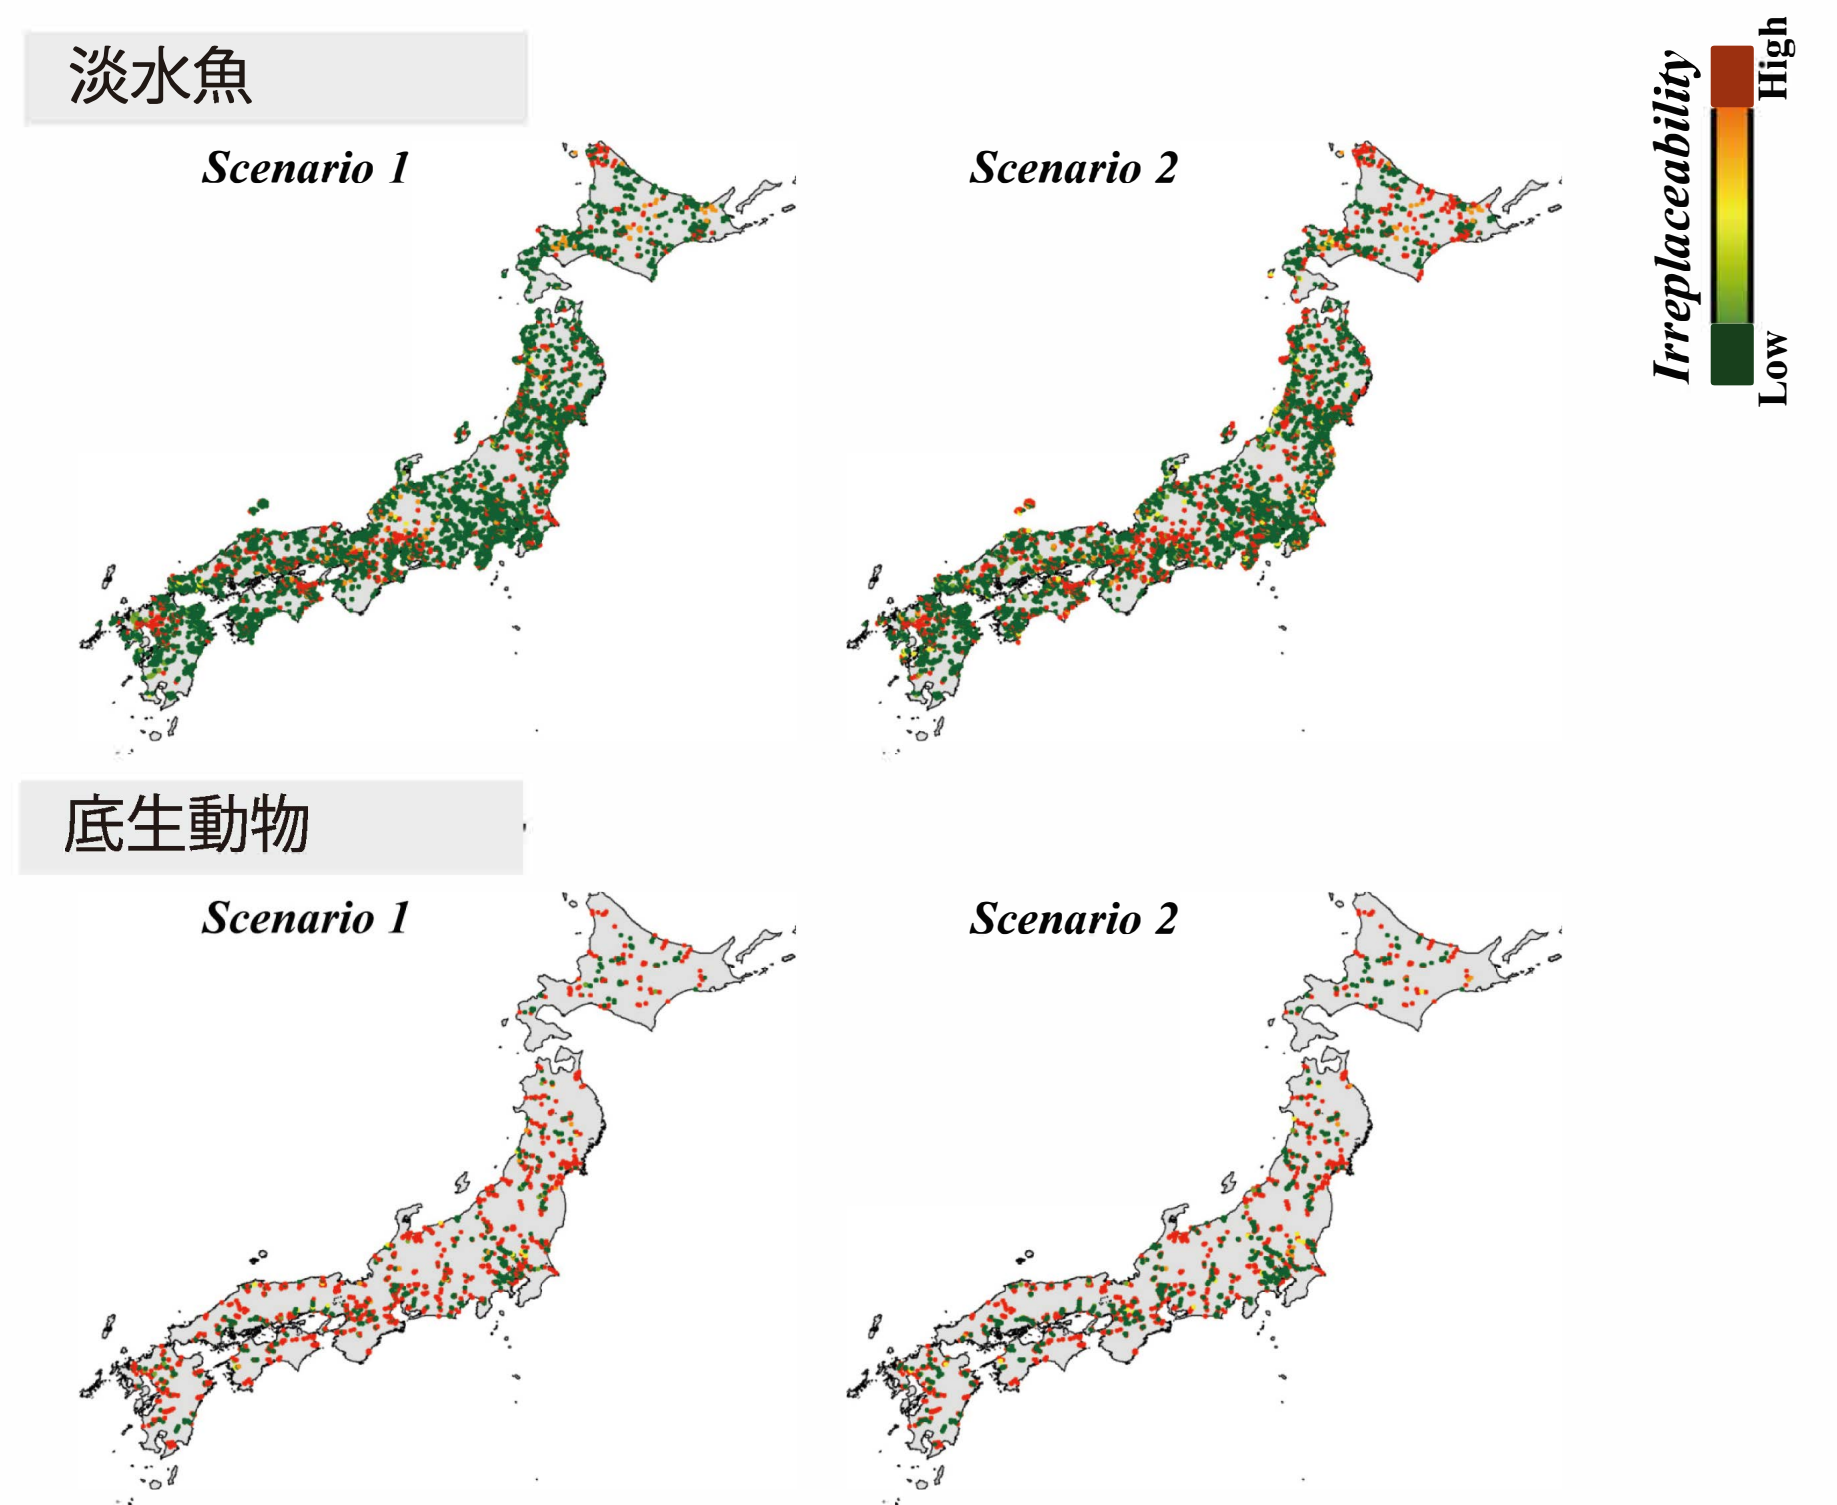 淡水魚
Scenario 1
Scenario 2
Irreplaceability
High
Low
底生動物
Scenario 1
Scenario 2